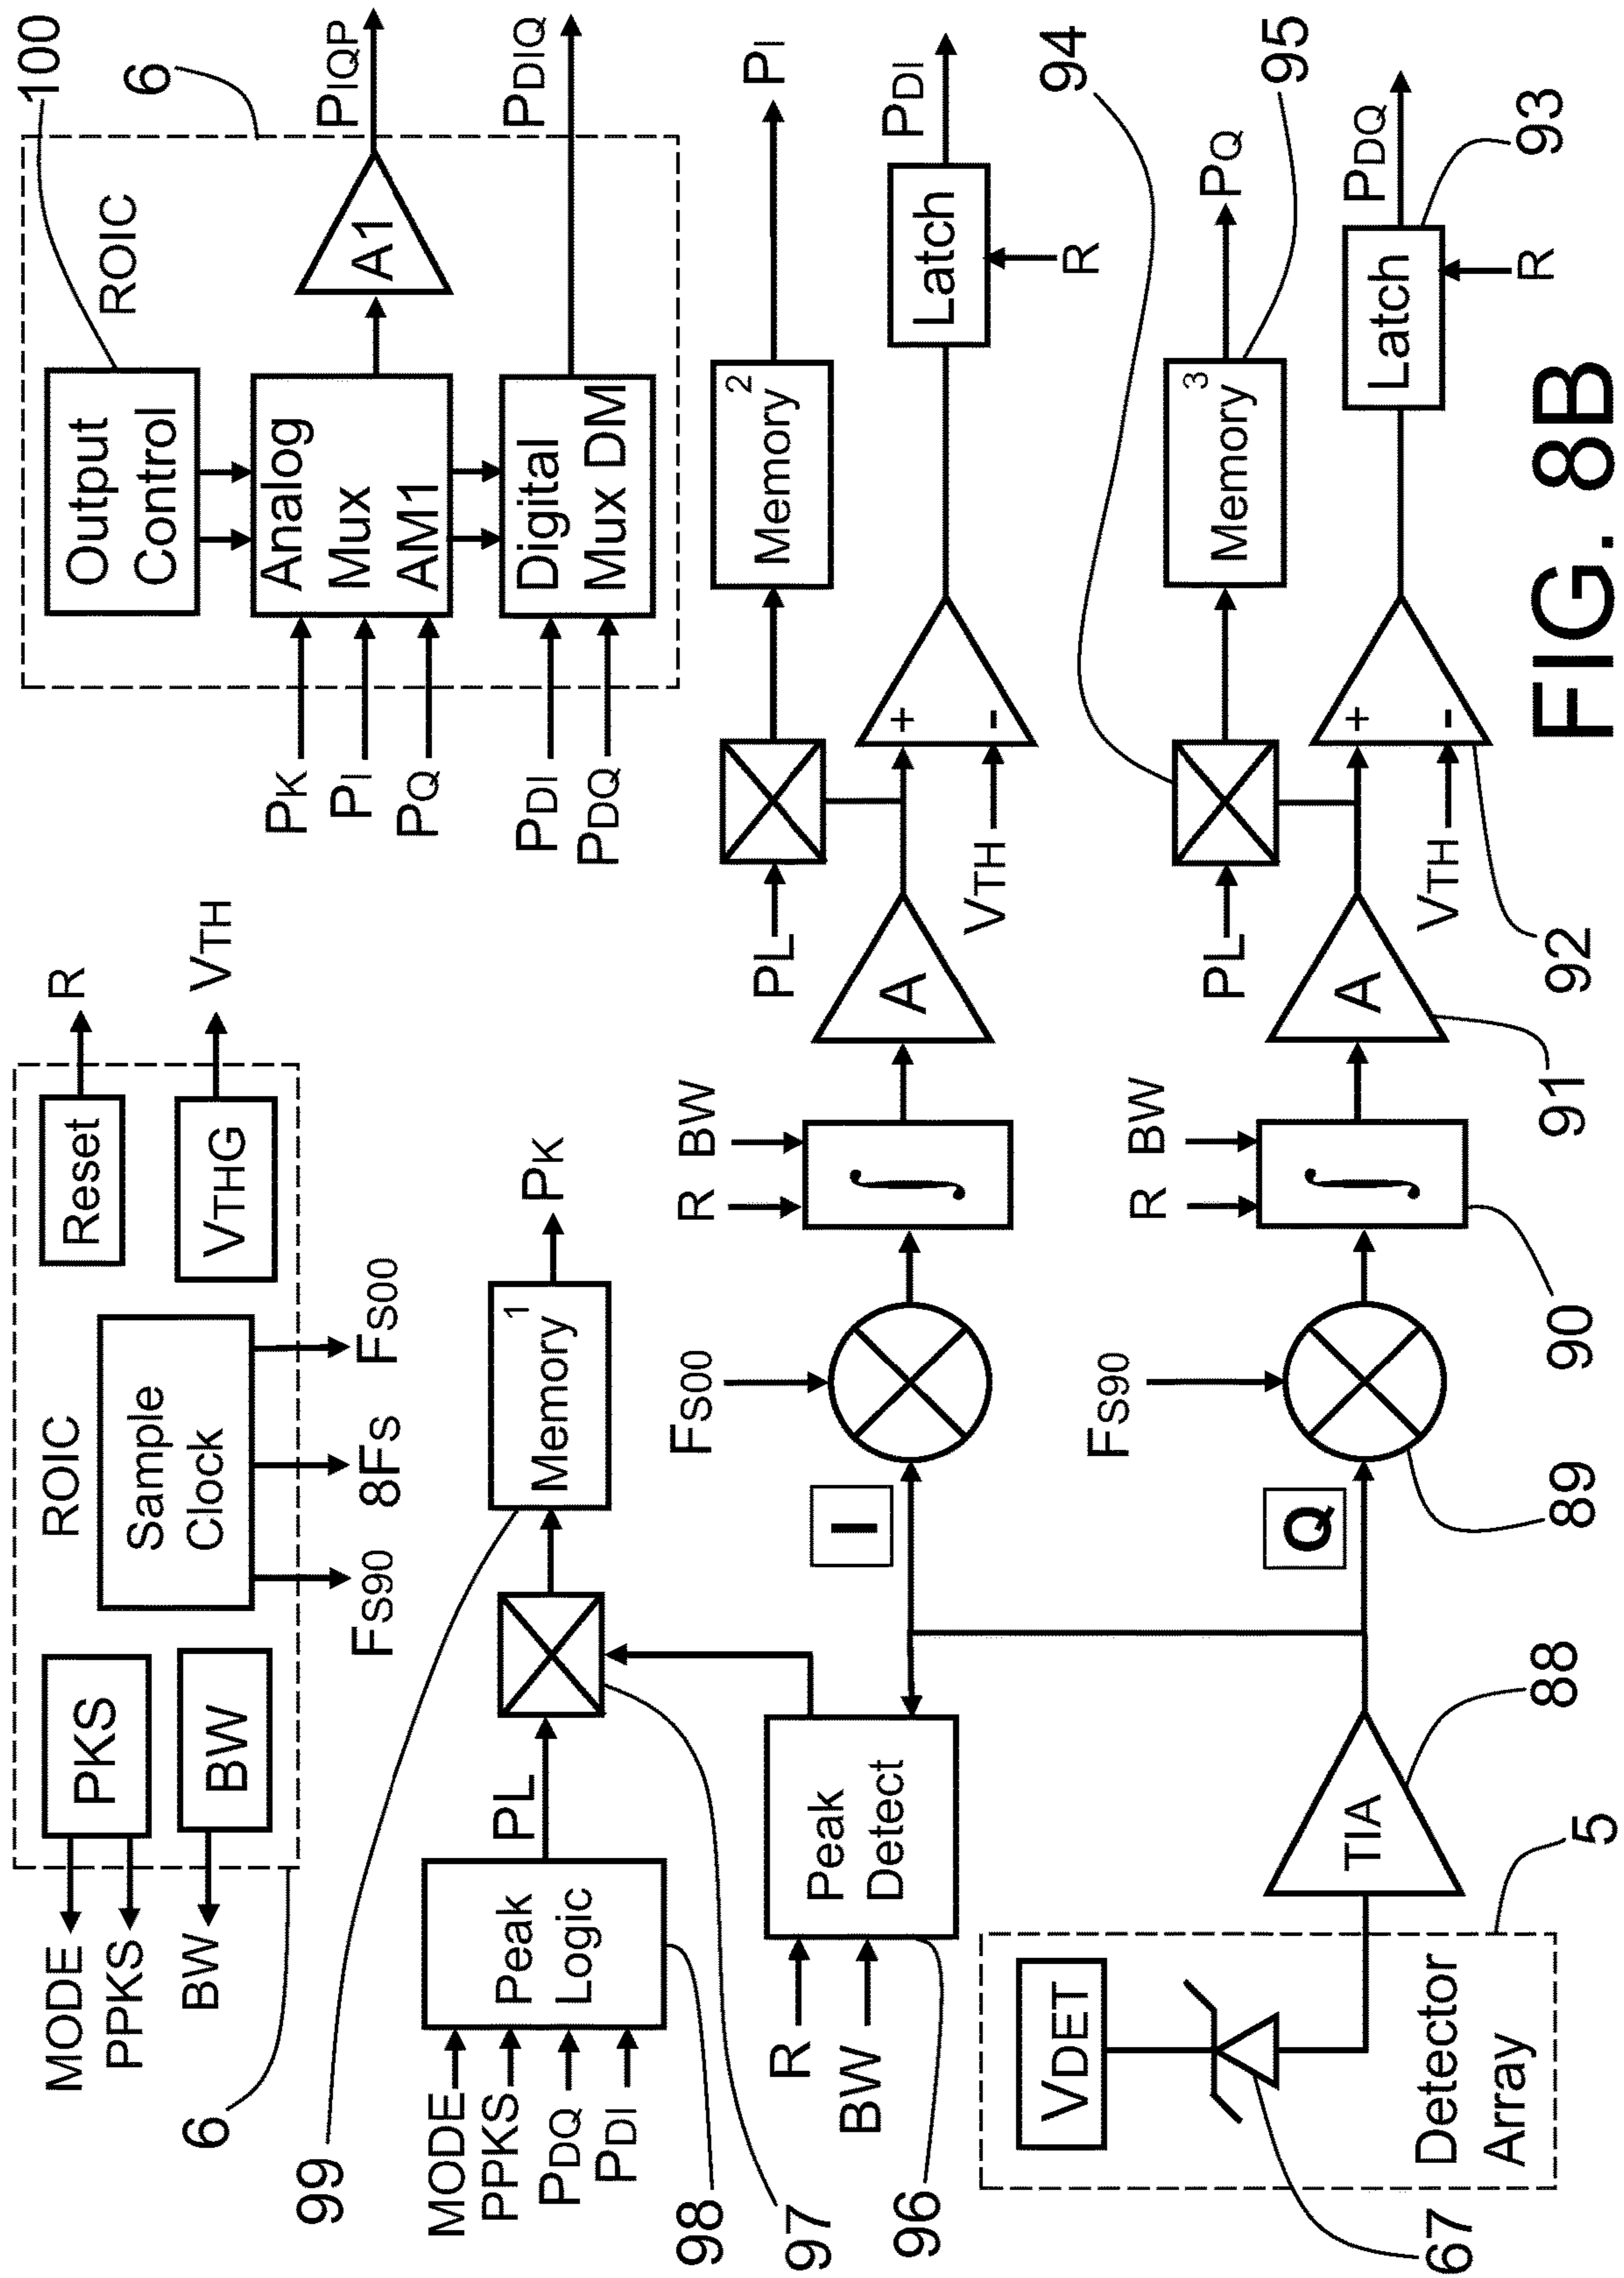 ROIC
PKS
BW
Sample
Clock
Reset
VTHG
MODE
PPKS
BW
FS90
8FS
FS00
R
VTH
6
100
6
ROIC
Output
Control
Analog
Mux
AM1
Digital
Mux DM
A1
PK
PI
PQ
PDI
PDQ
PIQP
PDIQ
99
MODE
PPKS
PDQ
PDI
Peak
Logic
PL
Memory 1
PK
98
97
R
BW
Peak
Detect
96
I
FS00
R
BW
∫
A
PL
VTH
+
-
Memory 2
PI
Latch
R
PDI
VDET
Detector
Array
67
5
TIA
88
Q
FS90
89
R
BW
∫
90
A
91
PL
94
VTH
+
-
92
Memory 3
PQ
95
Latch
R
PDQ
93
FIG. 8B